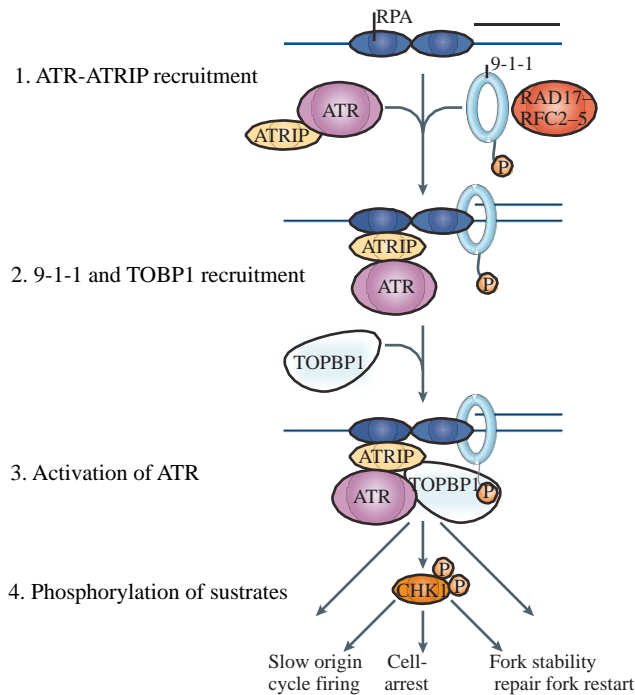 RPA
9-1-1
1. ATR-ATRIP recruitment
RAD17–
RFC2–5
ATR
ATRIP
P
ATRIP
2. 9-1-1 and TOBP1 recruitment
ATR
P
TOPBP1
ATRIP
3. Activation of ATR
ATR
TOPBP1
P
P
P
4. Phosphorylation of sustrates
CHK1
Slow origin
cycle firing
Cell-
arrest
Fork stability
repair fork restart